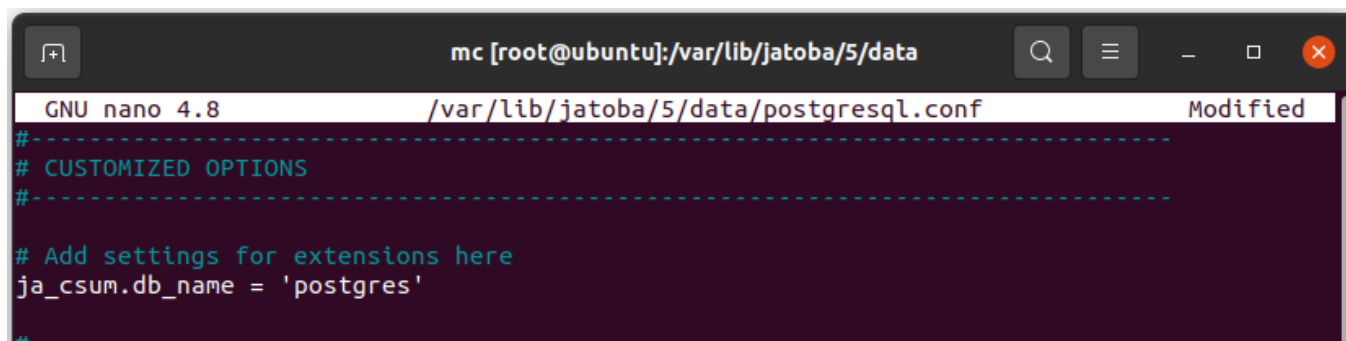 mc [root@ubuntu]:/var/lib/jatoba/5/data
GNU nano 4.8 /var/lib/jatoba/5/data/postgresql.conf Modified
#------------------------------------------------------------------------------
# CUSTOMIZED OPTIONS
#------------------------------------------------------------------------------
# Add settings for extensions here
ja_csum.db_name = 'postgres'
#